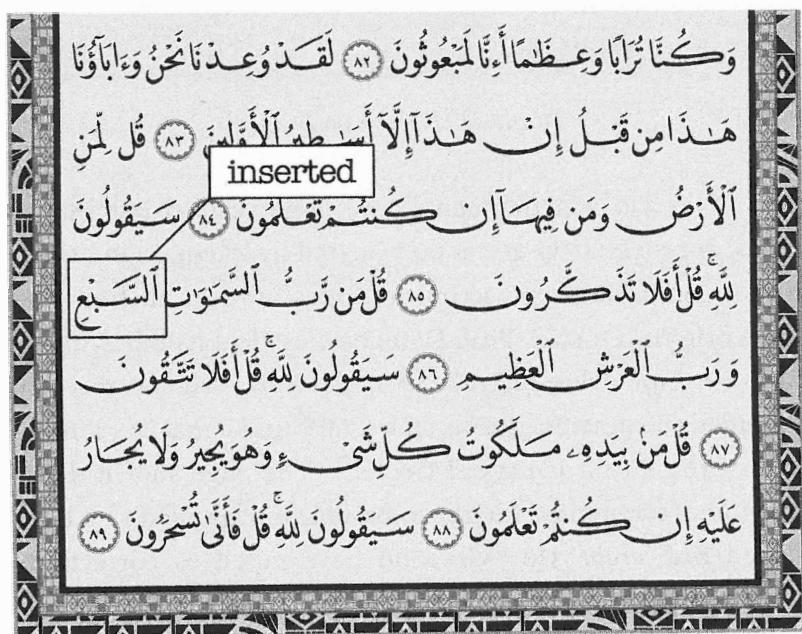 وَكُنَّا تُرَابًا وَعِظَٰمًا أَءِنَّا لَمَبْعُوثُونَ ٨٢ لَقَدْ وُعِدْنَا نَحْنُ وَءَابَآؤُنَا
هَٰذَا مِن قَبْلُ إِنْ هَٰذَآ إِلَّآ أَسَٰطِيرُ ٱلْأَوَّلِينَ ٨٣ قُل لِّمَنِ
inserted
ٱلْأَرْضُ وَمَن فِيهَآ إِن كُنتُمْ تَعْلَمُونَ ٨٤ سَيَقُولُونَ
لِلَّهِ ۚ قُلْ أَفَلَا تَذَكَّرُونَ ٨٥ قُلْ مَن رَّبُّ ٱلسَّمَٰوَٰتِ ٱلسَّبْعِ
وَرَبُّ ٱلْعَرْشِ ٱلْعَظِيمِ ٨٦ سَيَقُولُونَ لِلَّهِ ۚ قُلْ أَفَلَا تَتَّقُونَ
٨٧ قُلْ مَنۢ بِيَدِهِۦ مَلَكُوتُ كُلِّ شَىْءٍ وَهُوَ يُجِيرُ وَلَا يُجَارُ
عَلَيْهِ إِن كُنتُمْ تَعْلَمُونَ ٨٨ سَيَقُولُونَ لِلَّهِ ۚ قُلْ فَأَنَّىٰ تُسْحَرُونَ ٨٩